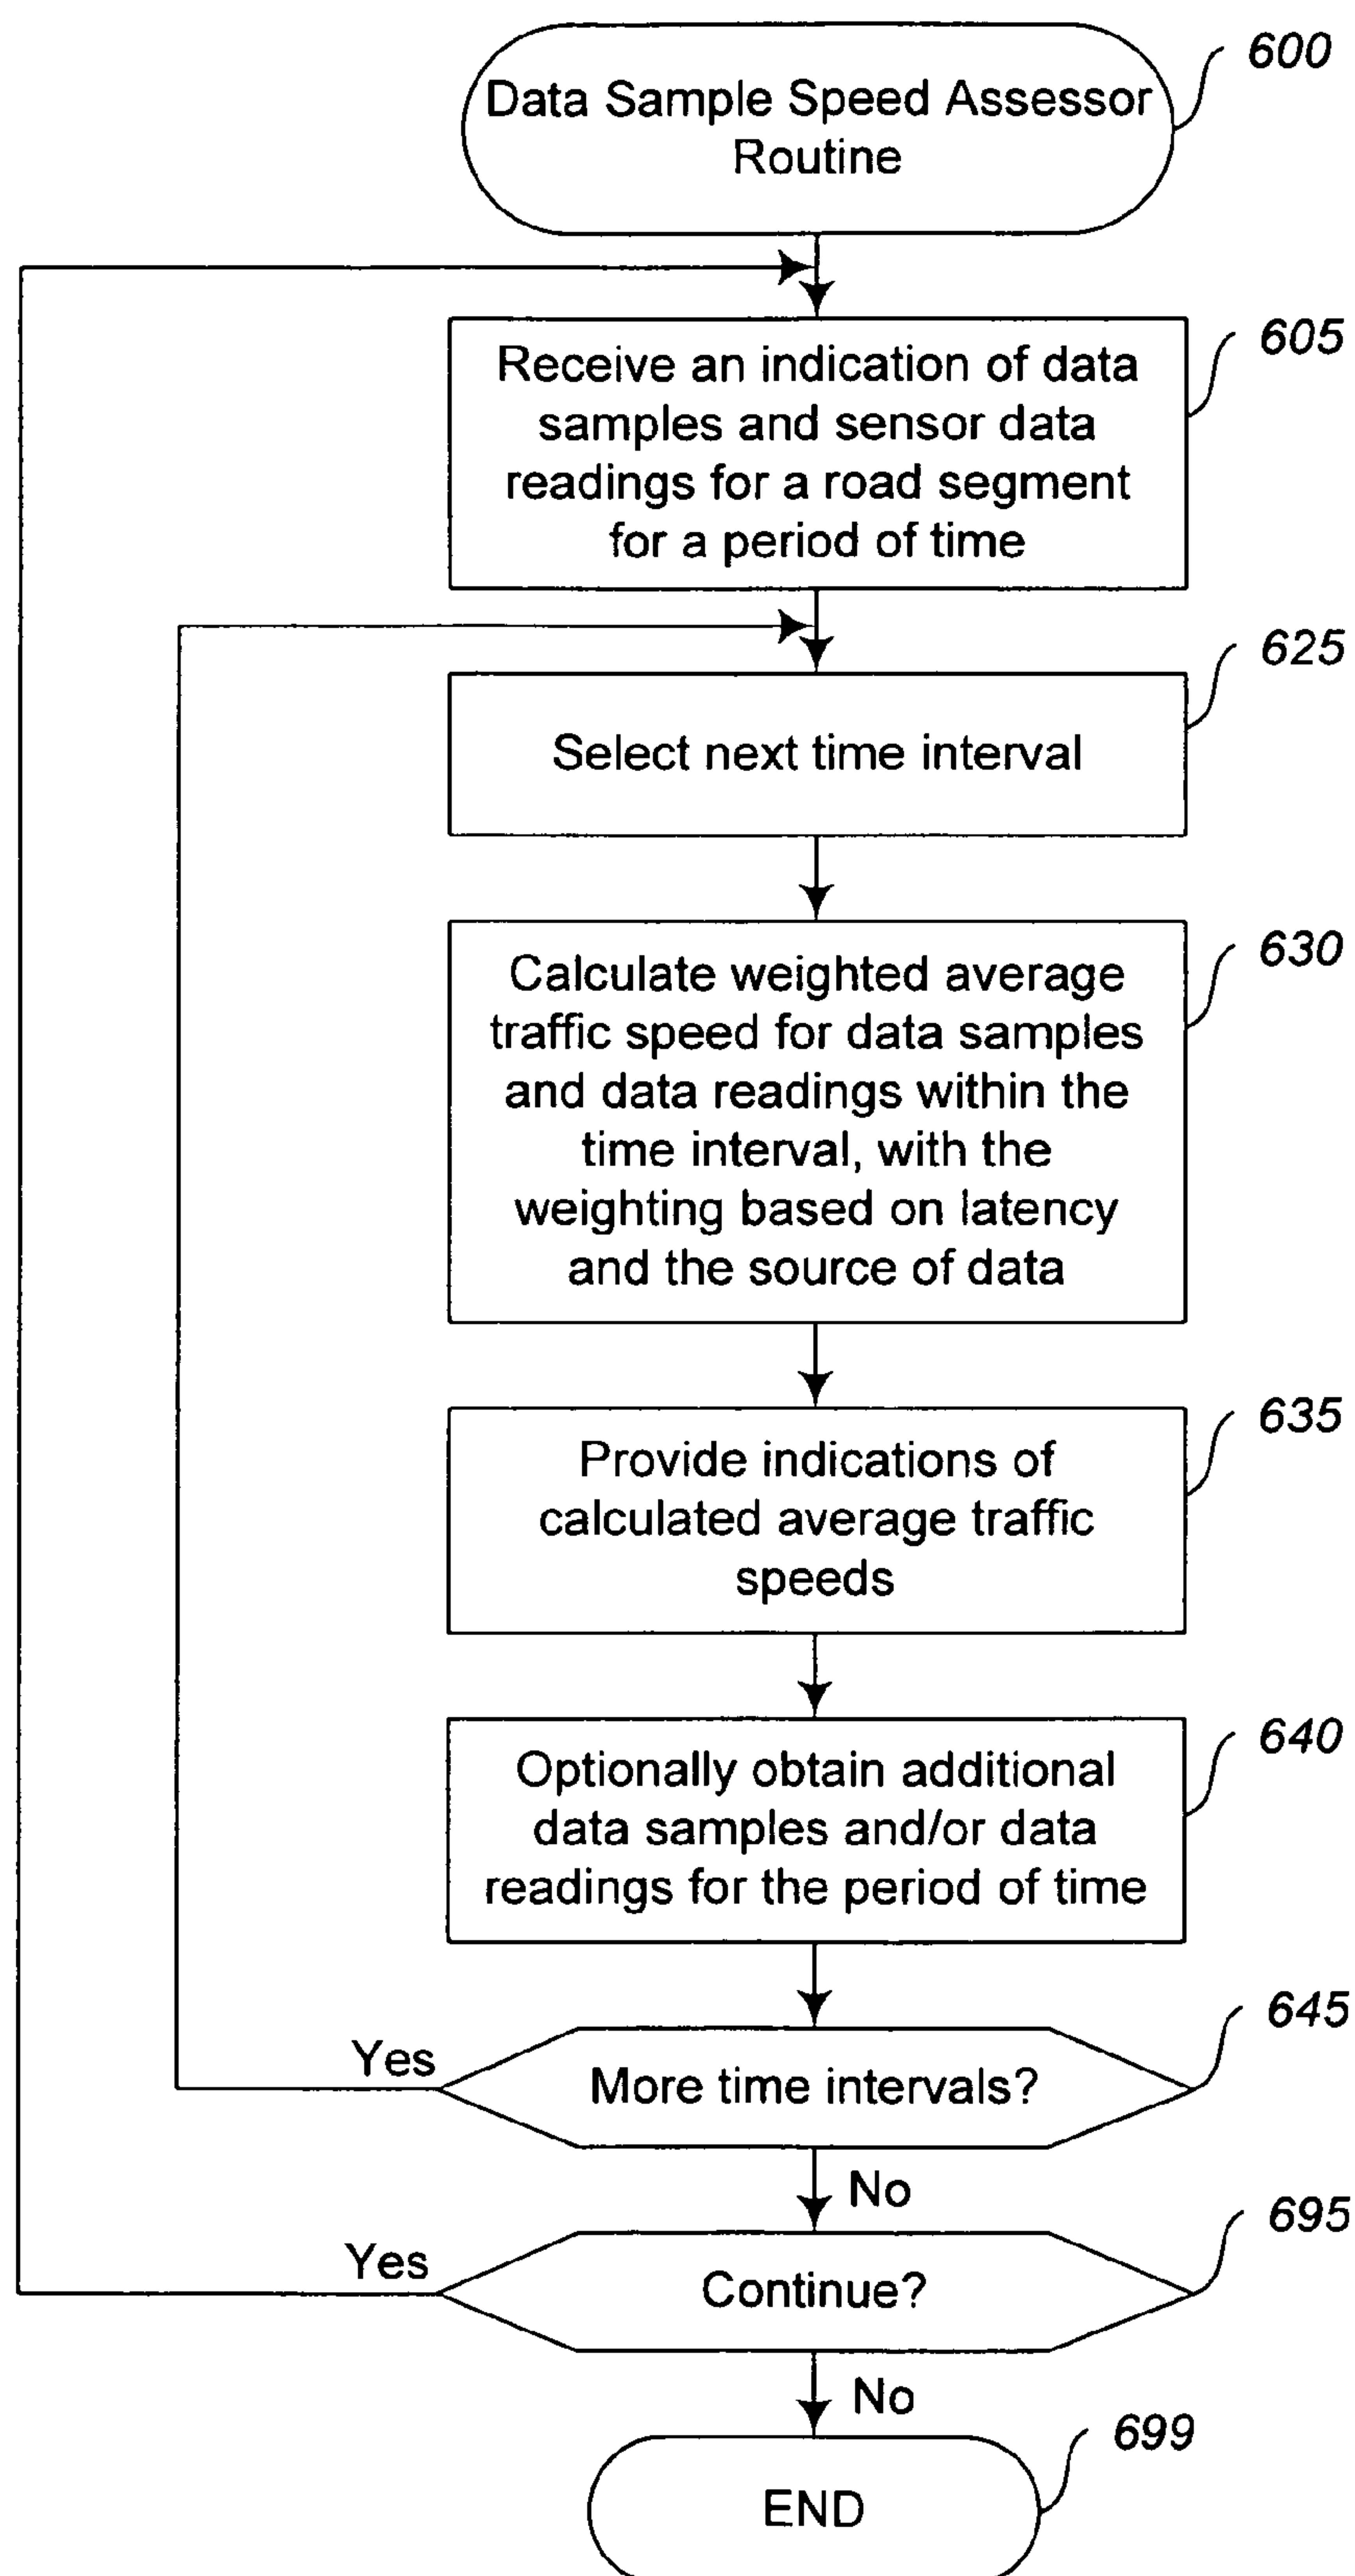 600
Data Sample Speed Assessor
Routine
605
Receive an indication of data
samples and sensor data
readings for a road segment
for a period of time
625
Select next time interval
630
Calculate weighted average
traffic speed for data samples
and data readings within the
time interval, with the
weighting based on latency
and the source of data
635
Provide indications of
calculated average traffic
speeds
640
Optionally obtain additional
data samples and/or data
readings for the period of time
645
Yes
More time intervals?
No
695
Yes
Continue?
No
699
END